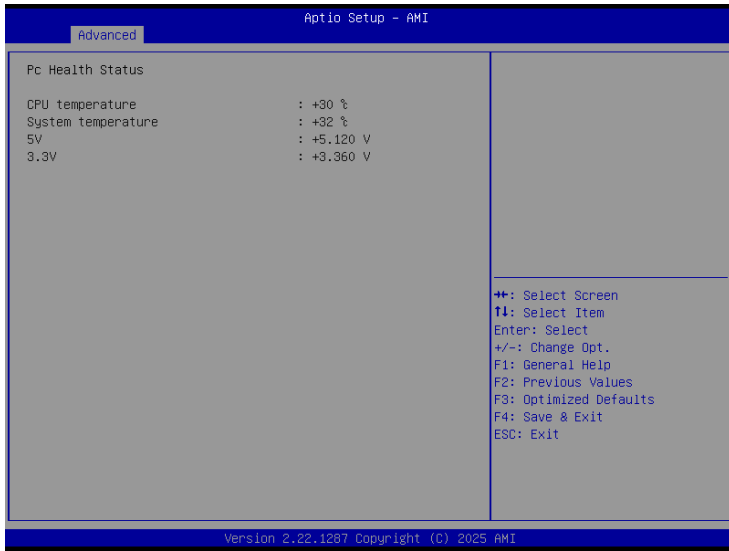 Aptio Setup – AMI
Advanced
Pc Health Status
CPU temperature : +30 ℃
System temperature : +32 ℃
5V : +5.120 V
3.3V : +3.360 V
→←: Select Screen
↑↓: Select Item
Enter: Select
+/-: Change Opt.
F1: General Help
F2: Previous Values
F3: Optimized Defaults
F4: Save & Exit
ESC: Exit
Version 2.22.1287 Copyright (C) 2025 AMI